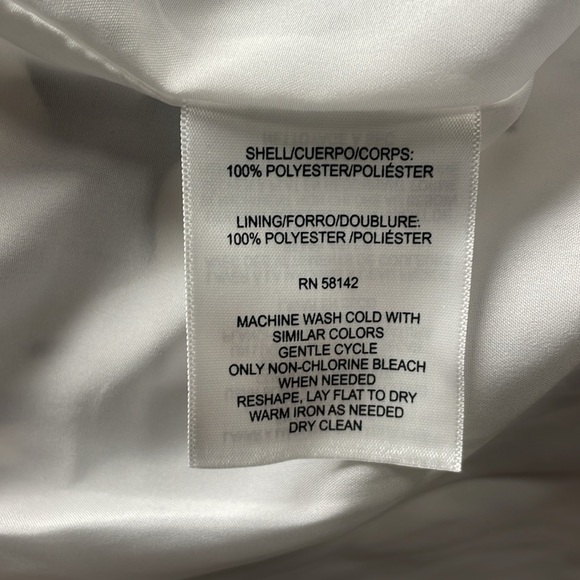 SHELL/CUERPO/CORPS:
100% POLYESTER/POLIÉSTER
LINING/FORRO/DOUBLURE:
100% POLYESTER /POLIÉSTER
RN 58142
MACHINE WASH COLD WITH
SIMILAR COLORS
GENTLE CYCLE
ONLY NON-CHLORINE BLEACH
WHEN NEEDED
RESHAPE, LAY FLAT TO DRY
WARM IRON AS NEEDED
DRY CLEAN